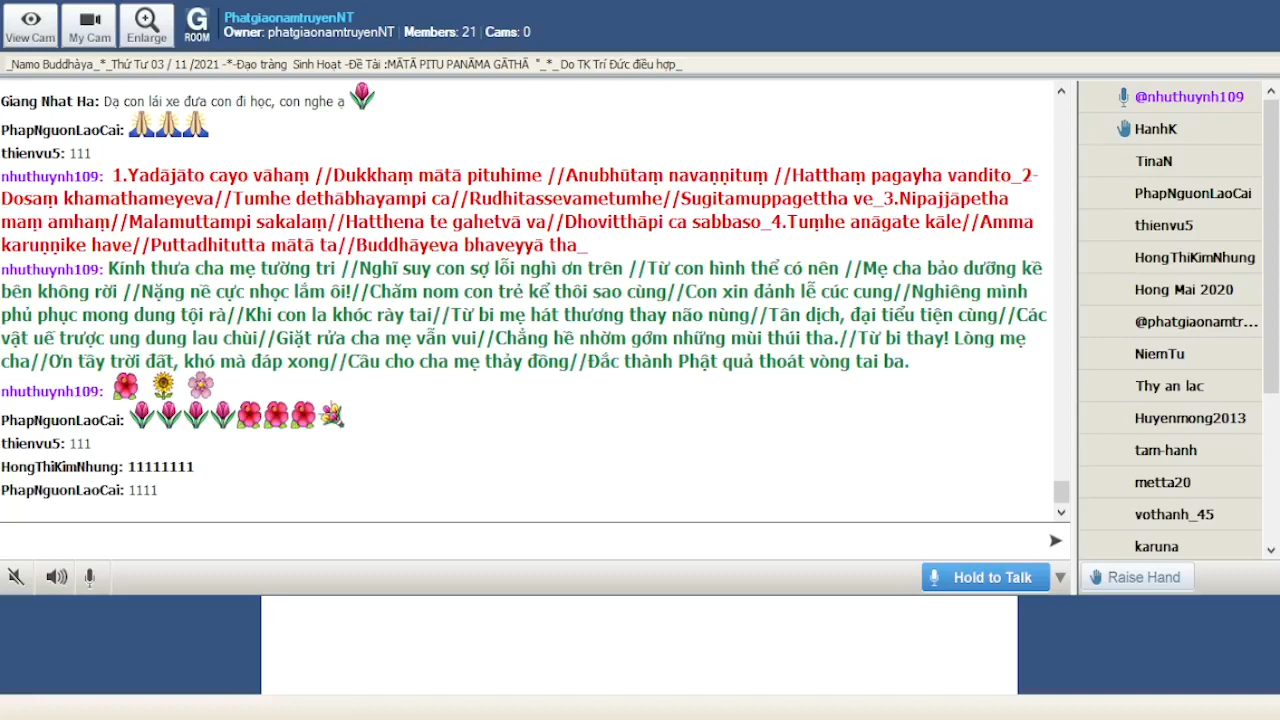 PhatgiaonamtruyenNT
Owner: phatgiaonamtruyenNT | Members: 21 | Cams: 0
View Cam
My Cam
Enlarge
G ROOM
_Namo Buddhàya_*_Thứ Tư 03 / 11 /2021 -*-Đạo tràng Sinh Hoạt -Đề Tài :MÃTÃ PITU PANÃMA GÃTHÃ "_*_ Do TK Trí Đức điều hợp_
Giang Nhat Ha: Dạ con lái xe đưa con đi học, con nghe ạ
PhapNguonLaoCai:
thienvu5: 111
nhuthuynh109: 1.Yadājāto cayo vāhaṃ //Dukkhaṃ mātā pituhime //Anubhūtaṃ navaṇṇituṃ //Hatthaṃ pagayha vandito_2-
Dosaṃ khamathameyeva//Tumhe dethābhayampi ca//Rudhitassevametumhe//Sugitamuppagettha ve_3.Nipajjāpetha
maṃ amhaṃ//Malamuttampi sakalaṃ//Hatthena te gahetvā va//Dhovitthāpi ca sabbaso_4.Tuṃhe anāgate kāle//Amma
karuṇṇike have//Puttadhitutta mātā ta//Buddhāyeva bhaveyyā tha_
nhuthuynh109: Kính thưa cha mẹ tường tri //Nghĩ suy con sợ lỗi nghì ơn trên //Từ con hình thể có nên //Mẹ cha bảo dưỡng kề
bên không rời //Nặng nề cực nhọc lắm ôi!//Chăm nom con trẻ kể thôi sao cùng//Con xin đảnh lễ cúc cung//Nghiêng mình
phủ phục mong dung tội rà//Khi con la khóc rày tai//Từ bi mẹ hát thương thay não nùng//Tân dịch, đại tiểu tiện cùng//Các
vật uế trược ung dung lau chùi//Giặt rửa cha mẹ vẫn vui//Chẳng hề nhờm gớm những mùi thúi tha.//Từ bi thay! Lòng mẹ
cha//Ơn tầy trời đất, khó mà đáp xong//Cầu cho cha mẹ thảy đồng//Đắc thành Phật quả thoát vòng tai ba.
nhuthuynh109:
PhapNguonLaoCai:
thienvu5: 111
HongThiKimNhung: 11111111
PhapNguonLaoCai: 1111
@nhuthuynh109
HanhK
TinaN
PhapNguonLaoCai
thienvu5
HongThiKimNhung
Hong Mai 2020
@phatgiaonamtr...
NiemTu
Thy an lac
Huyenmong2013
tam-hanh
metta20
vothanh_45
karuna
Hold to Talk
Raise Hand